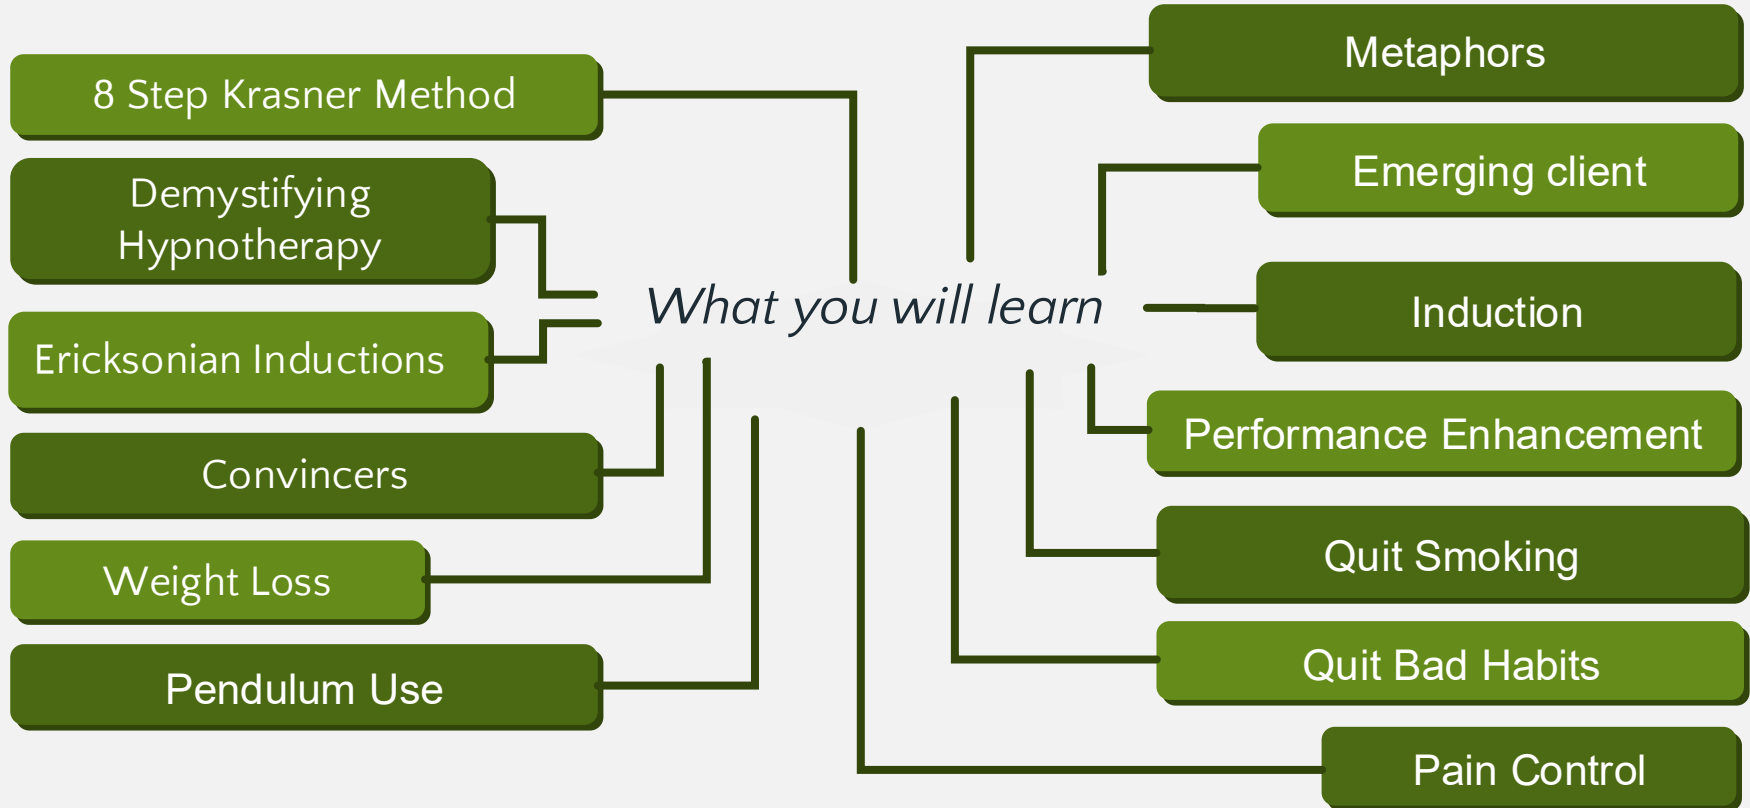 8 Step Krasner Method
Demystifying
Hypnotherapy
Ericksonian Inductions
Convincers
Weight Loss
Pendulum Use
What you will learn
Metaphors
Emerging client
Induction
Performance Enhancement
Quit Smoking
Quit Bad Habits
Pain Control